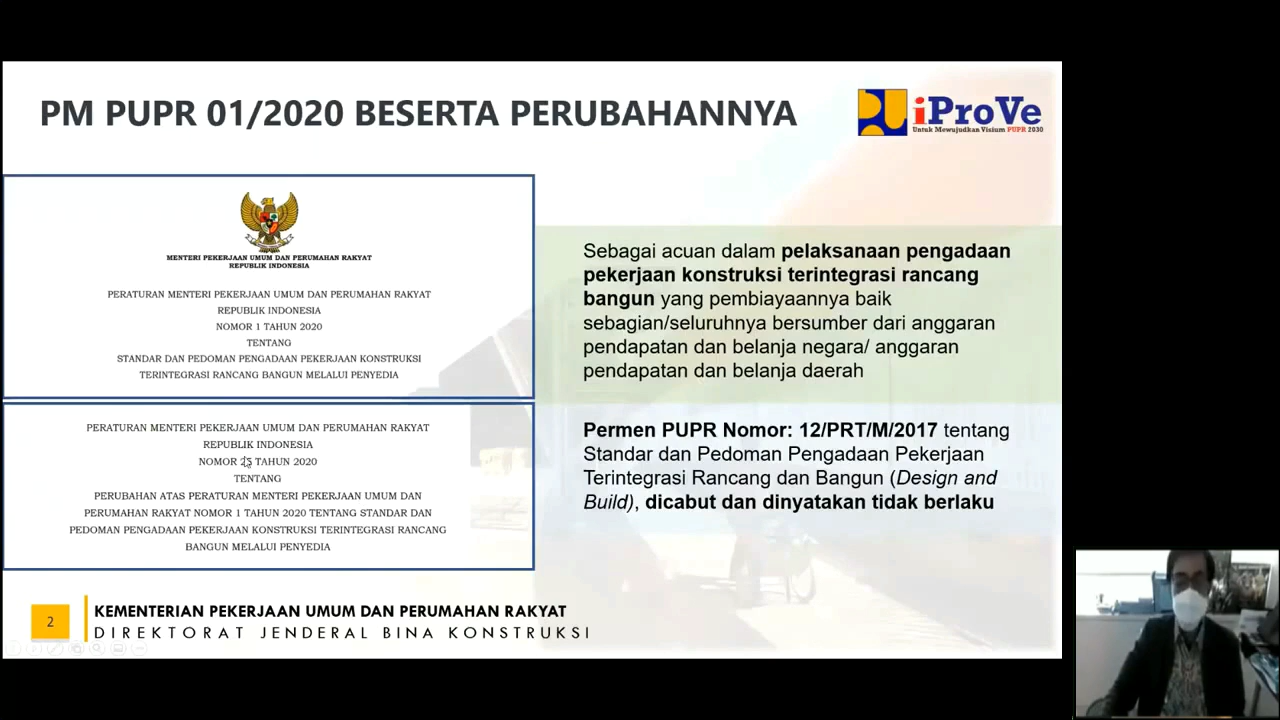 PM PUPR 01/2020 BESERTA PERUBAHANNYA
iProVe
Untuk Mewujudkan Visium PUPR 2030
MENTERI PEKERJAAN UMUM DAN PERUMAHAN RAKYAT
REPUBLIK INDONESIA
PERATURAN MENTERI PEKERJAAN UMUM DAN PERUMAHAN RAKYAT
REPUBLIK INDONESIA
NOMOR 1 TAHUN 2020
TENTANG
STANDAR DAN PEDOMAN PENGADAAN PEKERJAAN KONSTRUKSI
TERINTEGRASI RANCANG BANGUN MELALUI PENYEDIA
PERATURAN MENTERI PEKERJAAN UMUM DAN PERUMAHAN RAKYAT
REPUBLIK INDONESIA
NOMOR TAHUN 2020
TENTANG
PERUBAHAN ATAS PERATURAN MENTERI PEKERJAAN UMUM DAN
PERUMAHAN RAKYAT NOMOR 1 TAHUN 2020 TENTANG STANDAR DAN
PEDOMAN PENGADAAN PEKERJAAN KONSTRUKSI TERINTEGRASI RANCANG
BANGUN MELALUI PENYEDIA
Sebagai acuan dalam pelaksanaan pengadaan
pekerjaan konstruksi terintegrasi rancang
bangun yang pembiayaannya baik
sebagian/seluruhnya bersumber dari anggaran
pendapatan dan belanja negara/ anggaran
pendapatan dan belanja daerah
Permen PUPR Nomor: 12/PRT/M/2017 tentang
Standar dan Pedoman Pengadaan Pekerjaan
Terintegrasi Rancang dan Bangun (Design and
Build), dicabut dan dinyatakan tidak berlaku
2
KEMENTERIAN PEKERJAAN UMUM DAN PERUMAHAN RAKYAT
DIREKTORAT JENDERAL BINA KONSTRUKSI